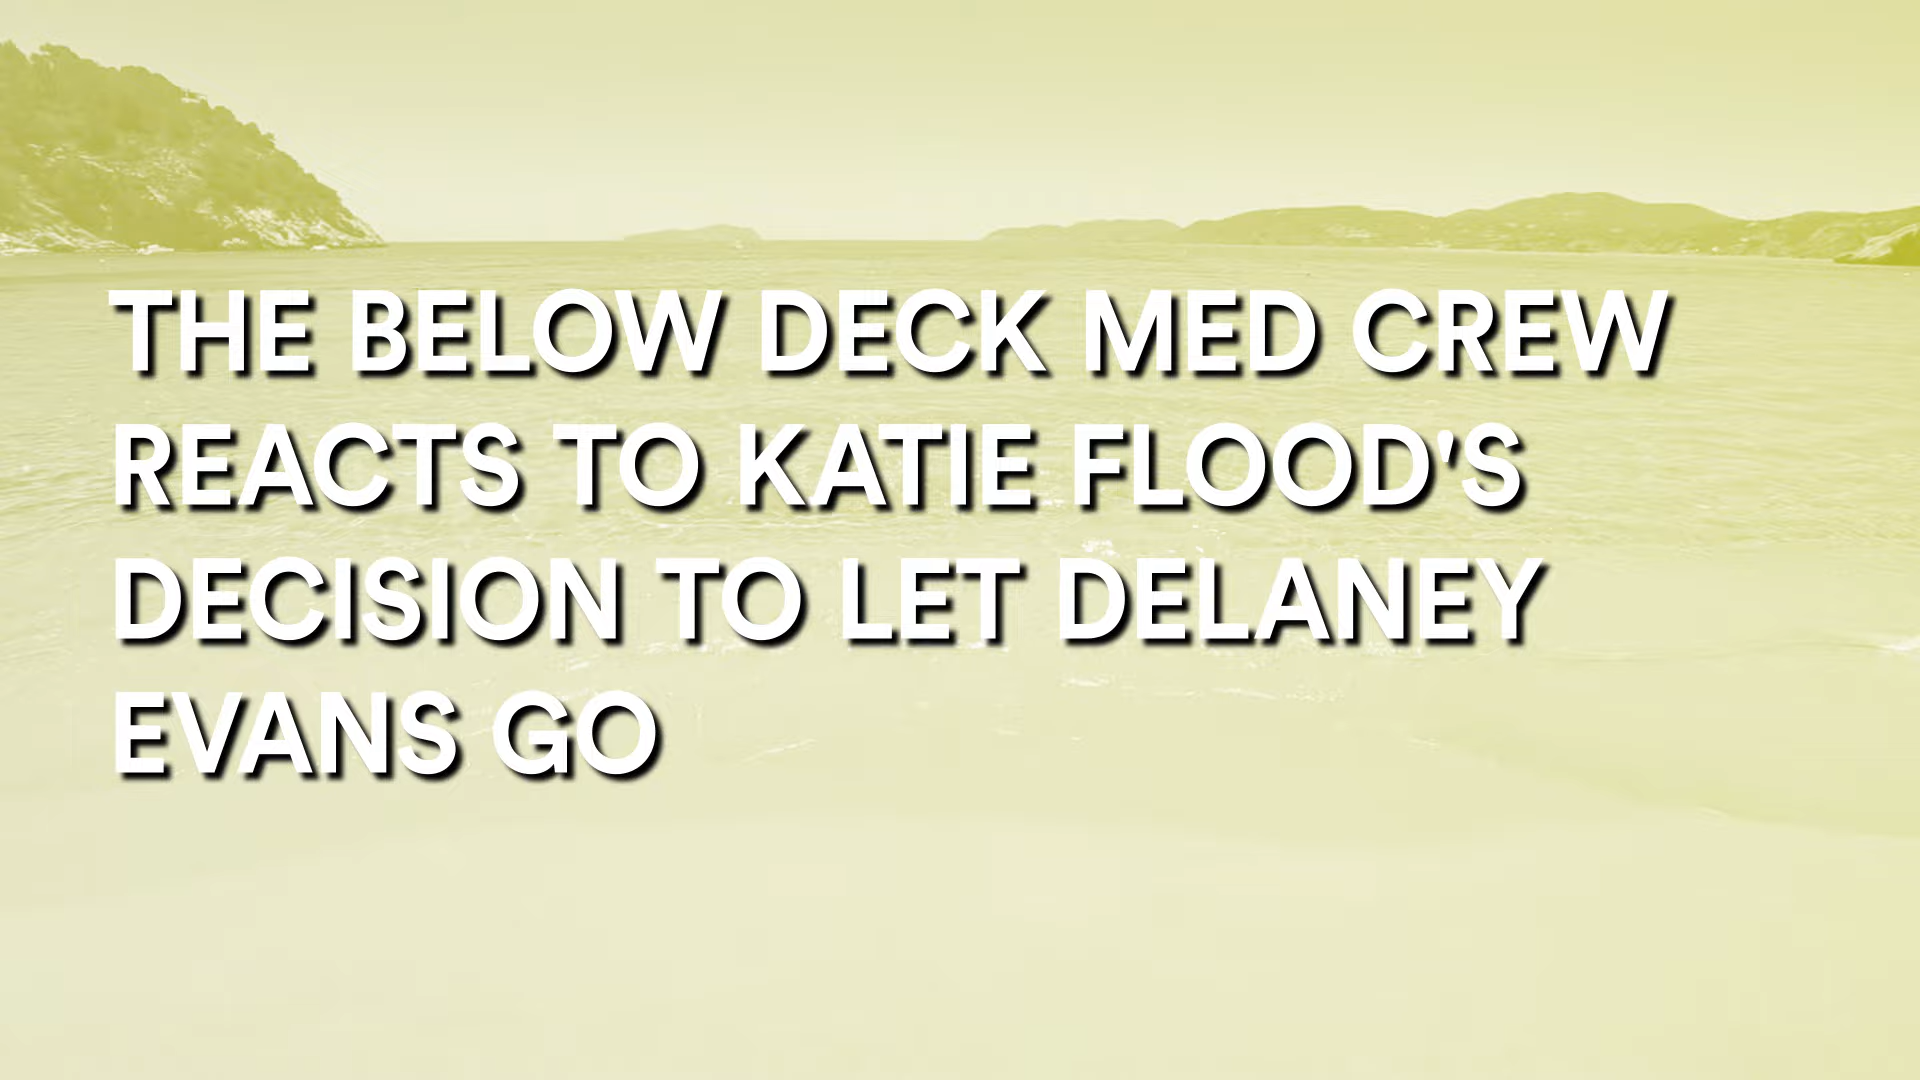 THE BELOW DECK MED CREW
REACTS TO KATIE FLOOD'S
DECISION TO LET DELANEY
EVANS GO